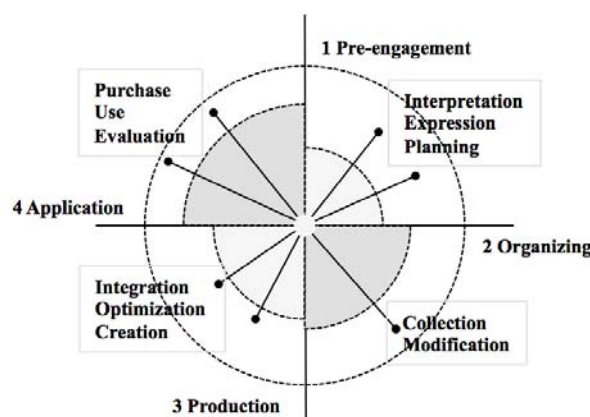 1 Pre-engagement
Purchase
Use
Evaluation
Interpretation
Expression
Planning
4 Application
2 Organizing
Integration
Optimization
Creation
Collection
Modification
3 Production